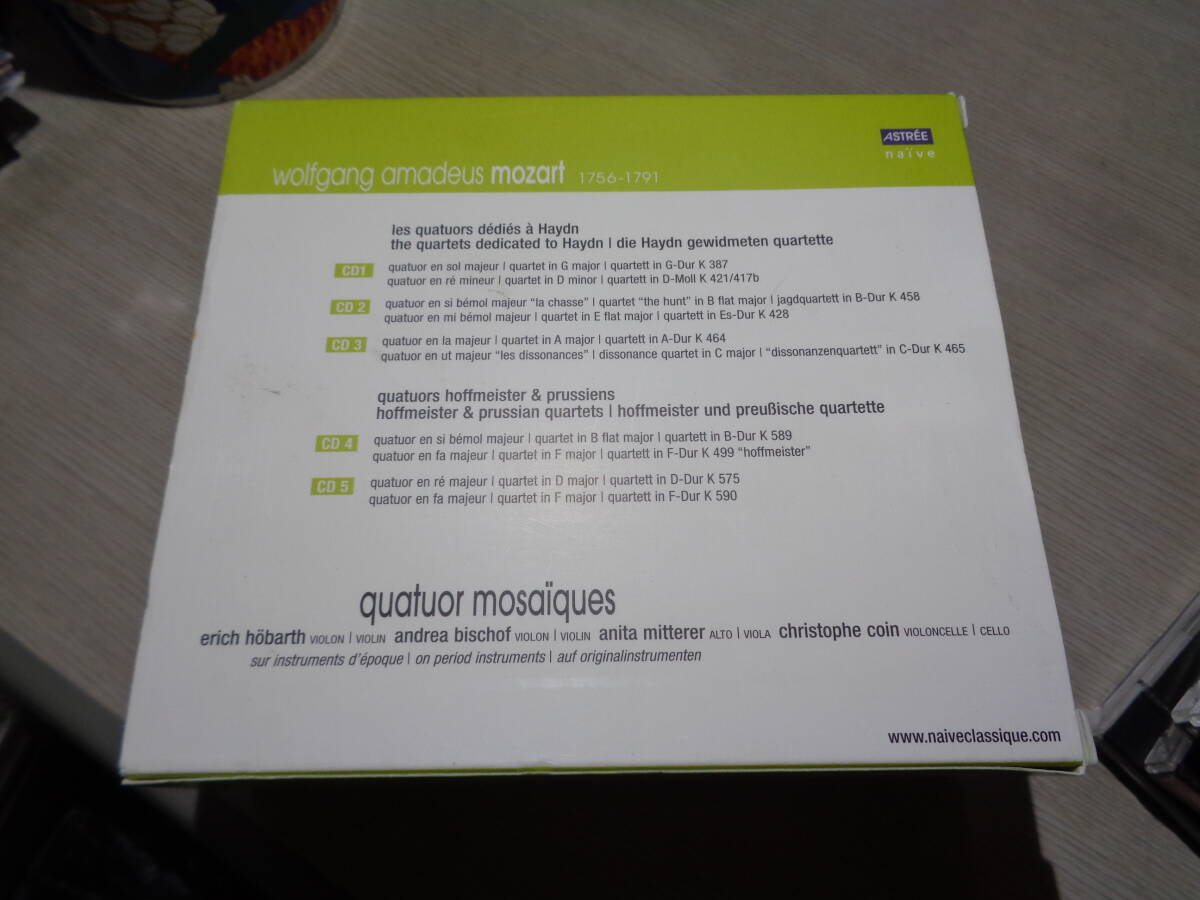 ASTRÉE
naïve
wolfgang amadeus mozart 1756-1791
les quatuors dédiés à Haydn
the quartets dedicated to Haydn | die Haydn gewidmeten quartette
CD1 quatuor en sol majeur | quartet in G major | quartett in G-Dur K 387
quatuor en ré mineur | quartet in D minor | quartett in D-Moll K 421/417b
CD 2 quatuor en si bémol majeur “la chasse” | quartet “the hunt” in B flat major | jagdquartett in B-Dur K 458
quatuor en mi bémol majeur | quartet in E flat major | quartett in Es-Dur K 428
CD 3 quatuor en la majeur | quartet in A major | quartett in A-Dur K 464
quatuor en ut majeur “les dissonances” | dissonance quartet in C major | “dissonanzenquartett” in C-Dur K 465
quatuors hoffmeister & prussiens
hoffmeister & prussian quartets | hoffmeister und preußische quartette
CD 4 quatuor en si bémol majeur | quartet in B flat major | quartett in B-Dur K 589
quatuor en fa majeur | quartet in F major | quartett in F-Dur K 499 “hoffmeister”
CD 5 quatuor en ré majeur | quartet in D major | quartett in D-Dur K 575
quatuor en fa majeur | quartet in F major | quartett in F-Dur K 590
quatuor mosaïques
erich höbarth VIOLON | VIOLIN andrea bischof VIOLON | VIOLIN anita mitterer ALTO | VIOLA christophe coin VIOLONCELLE | CELLO
sur instruments d'époque | on period instruments | auf originalinstrumenten
www.naiveclassique.com